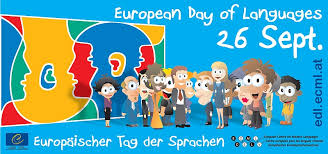 European Day of Languages
26 Sept.
edl.ecml.at
Europäischer Tag der Sprachen